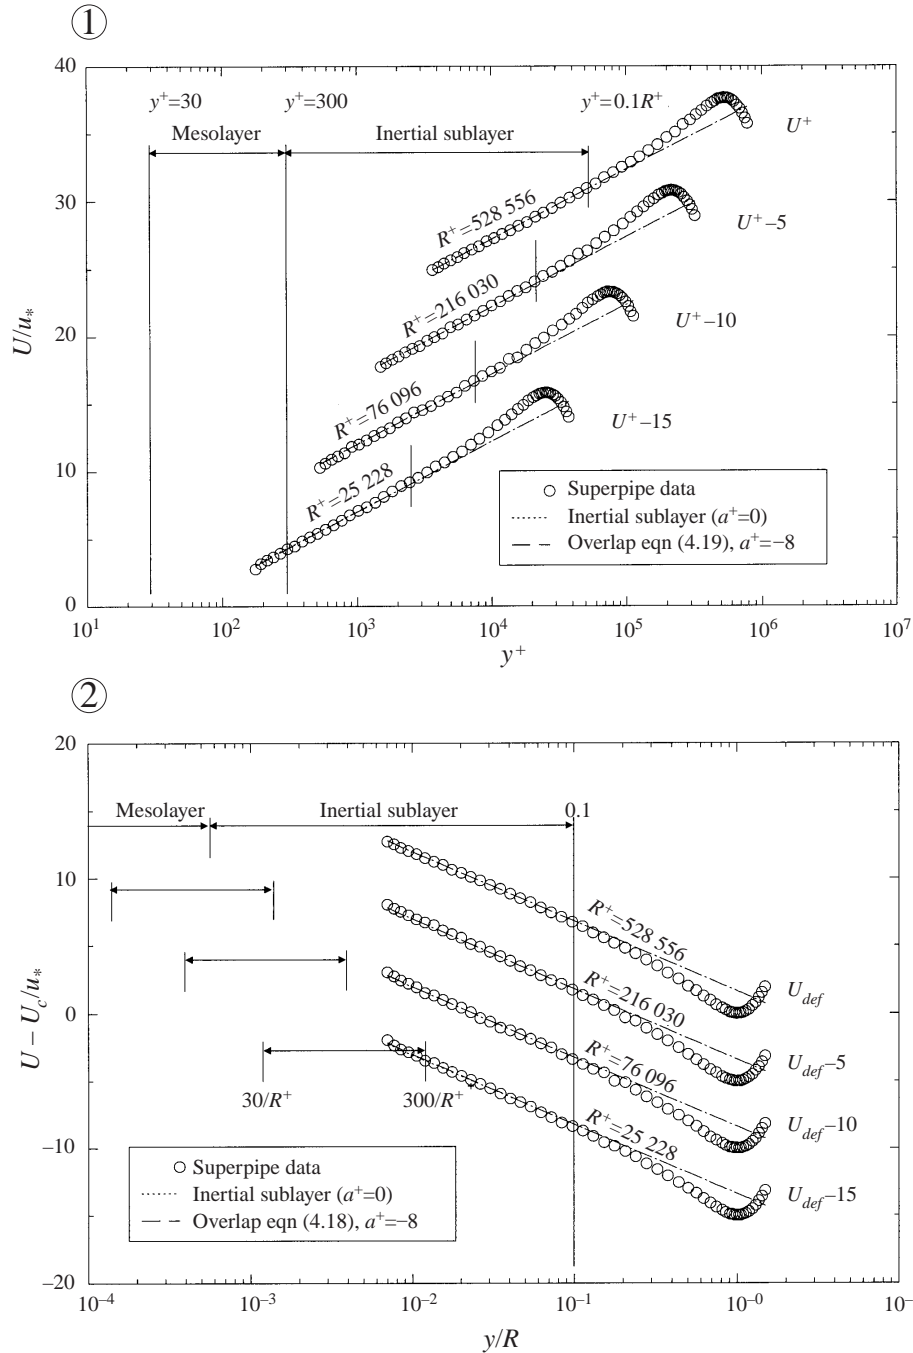 ①
40
30
20
10
0
U/u*
y+=30
y+=300
y+=0.1R+
Mesolayer
Inertial sublayer
U+
R+=528 556
U+–5
R+=216 030
U+–10
R+=76 096
U+–15
R+=25 228
Superpipe data
Inertial sublayer (a+=0)
Overlap eqn (4.19), a+=–8
10¹ 10² 10³ 10⁴ 10⁵ 10⁶ 10⁷
y+
②
20
10
0
–10
–20
U – Uc/u*
Mesolayer
Inertial sublayer
0.1
R+=528 556
Udef
R+=216 030
Udef–5
R+=76 096
Udef–10
R+=25 228
Udef–15
30/R+
300/R+
Superpipe data
Inertial sublayer (a+=0)
Overlap eqn (4.18), a+=–8
10⁻⁴ 10⁻³ 10⁻² 10⁻¹ 10⁻⁰
y/R